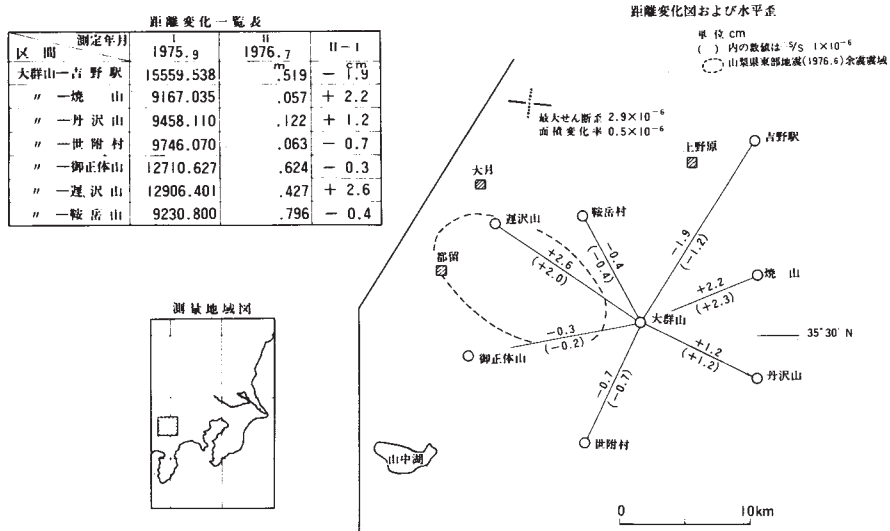 距離変化一覧表
測定年月 I II II-I
区間 1975.9 1976.7
m cm
大群山—吉野駅 15559.538 .519 − 1.9
〃 —焼山 9167.035 .057 + 2.2
〃 —丹沢山 9458.110 .122 + 1.2
〃 —世附村 9746.070 .063 − 0.7
〃 —御正体山 12710.627 .624 − 0.3
〃 —遅沢山 12906.401 .427 + 2.6
〃 —鞍岳山 9230.800 .796 − 0.4
測量地域図
距離変化図および水平歪
単位 cm
( ) 内の数値は S/S 1×10⁻⁶
山梨県東部地震(1976.6)余震震域
最大せん断歪 2.9×10⁻⁶
面積変化率 0.5×10⁻⁶
吉野駅
上野原
大月
遅沢山
鞍岳村
−1.9
(−1.2)
−0.4
(−0.4)
都留
+2.6
(+2.0)
+2.2
(+2.3)
焼山
大群山
35°30′N
−0.3
(−0.2)
御正体山
+1.2
(+1.2)
丹沢山
−0.7
(−0.7)
世附村
山中湖
0 10km